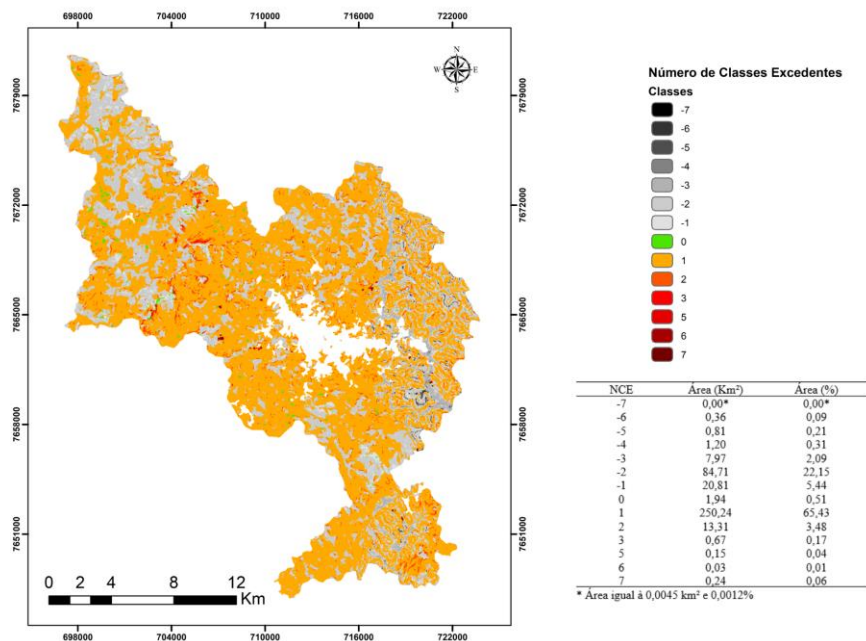 698000 704000 710000 716000 722000
N
W E
S
7679000 7679000
7672000 7672000
7665000 7665000
7658000 7658000
7651000 7651000
0 2 4 8 12
Km
698000 704000 710000 716000 722000
Número de Classes Excedentes
Classes
-7
-6
-5
-4
-3
-2
-1
0
1
2
3
5
6
7
NCE Área (Km²) Área (%)
-7 0,00* 0,00*
-6 0,36 0,09
-5 0,81 0,21
-4 1,20 0,31
-3 7,97 2,09
-2 84,71 22,15
-1 20,81 5,44
0 1,94 0,51
1 250,24 65,43
2 13,31 3,48
3 0,67 0,17
5 0,15 0,04
6 0,03 0,01
7 0,24 0,06
* Área igual à 0,0045 km² e 0,0012%